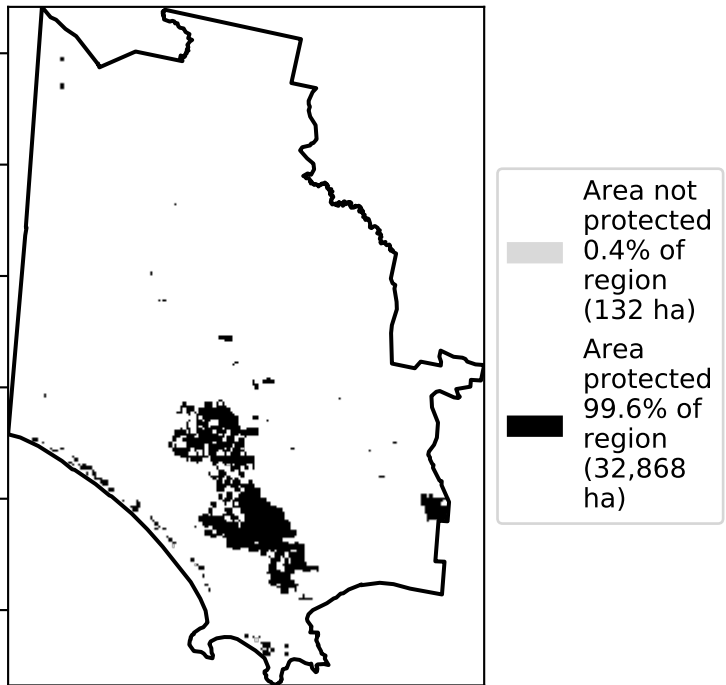 Area not
protected
0.4% of
region
(132 ha)
Area
protected
99.6% of
region
(32,868
ha)